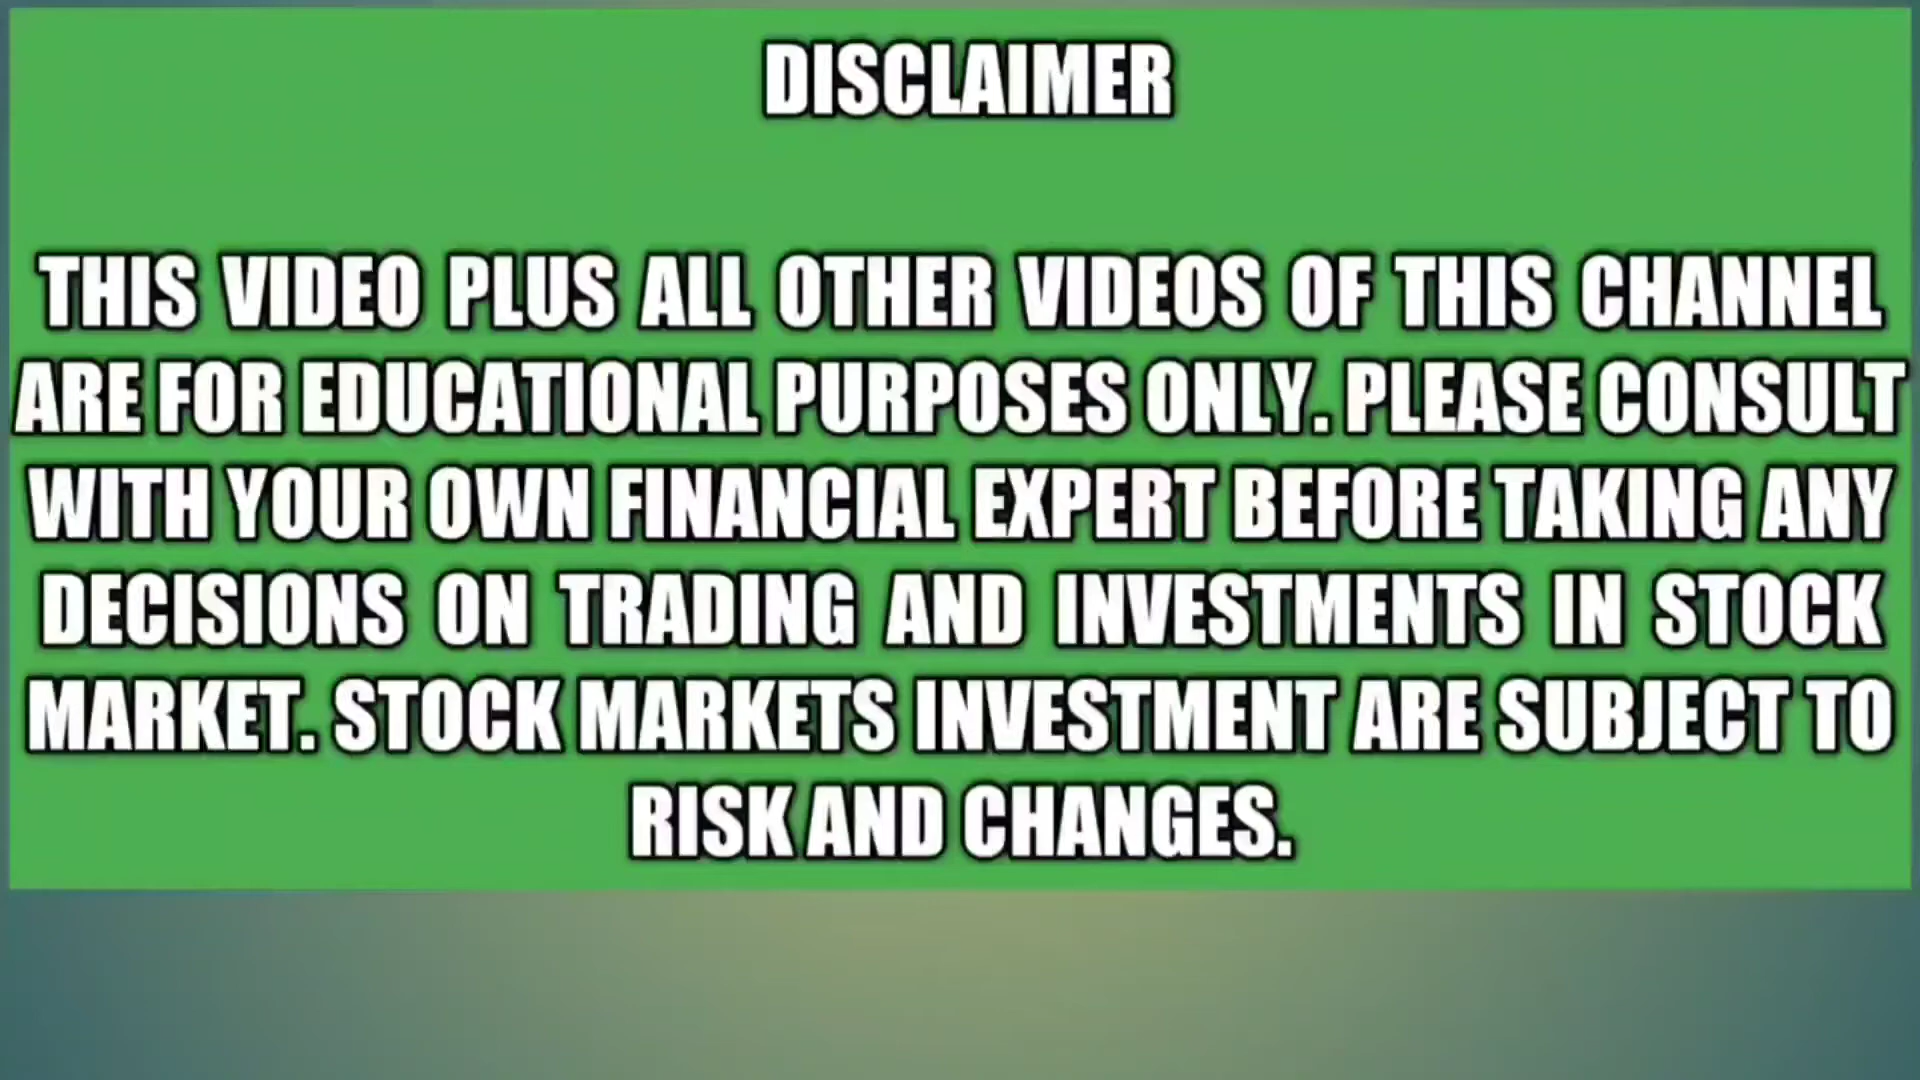 DISCLAIMER
THIS VIDEO PLUS ALL OTHER VIDEOS OF THIS CHANNEL
ARE FOR EDUCATIONAL PURPOSES ONLY. PLEASE CONSULT
WITH YOUR OWN FINANCIAL EXPERT BEFORE TAKING ANY
DECISIONS ON TRADING AND INVESTMENTS IN STOCK
MARKET. STOCK MARKETS INVESTMENT ARE SUBJECT TO
RISK AND CHANGES.